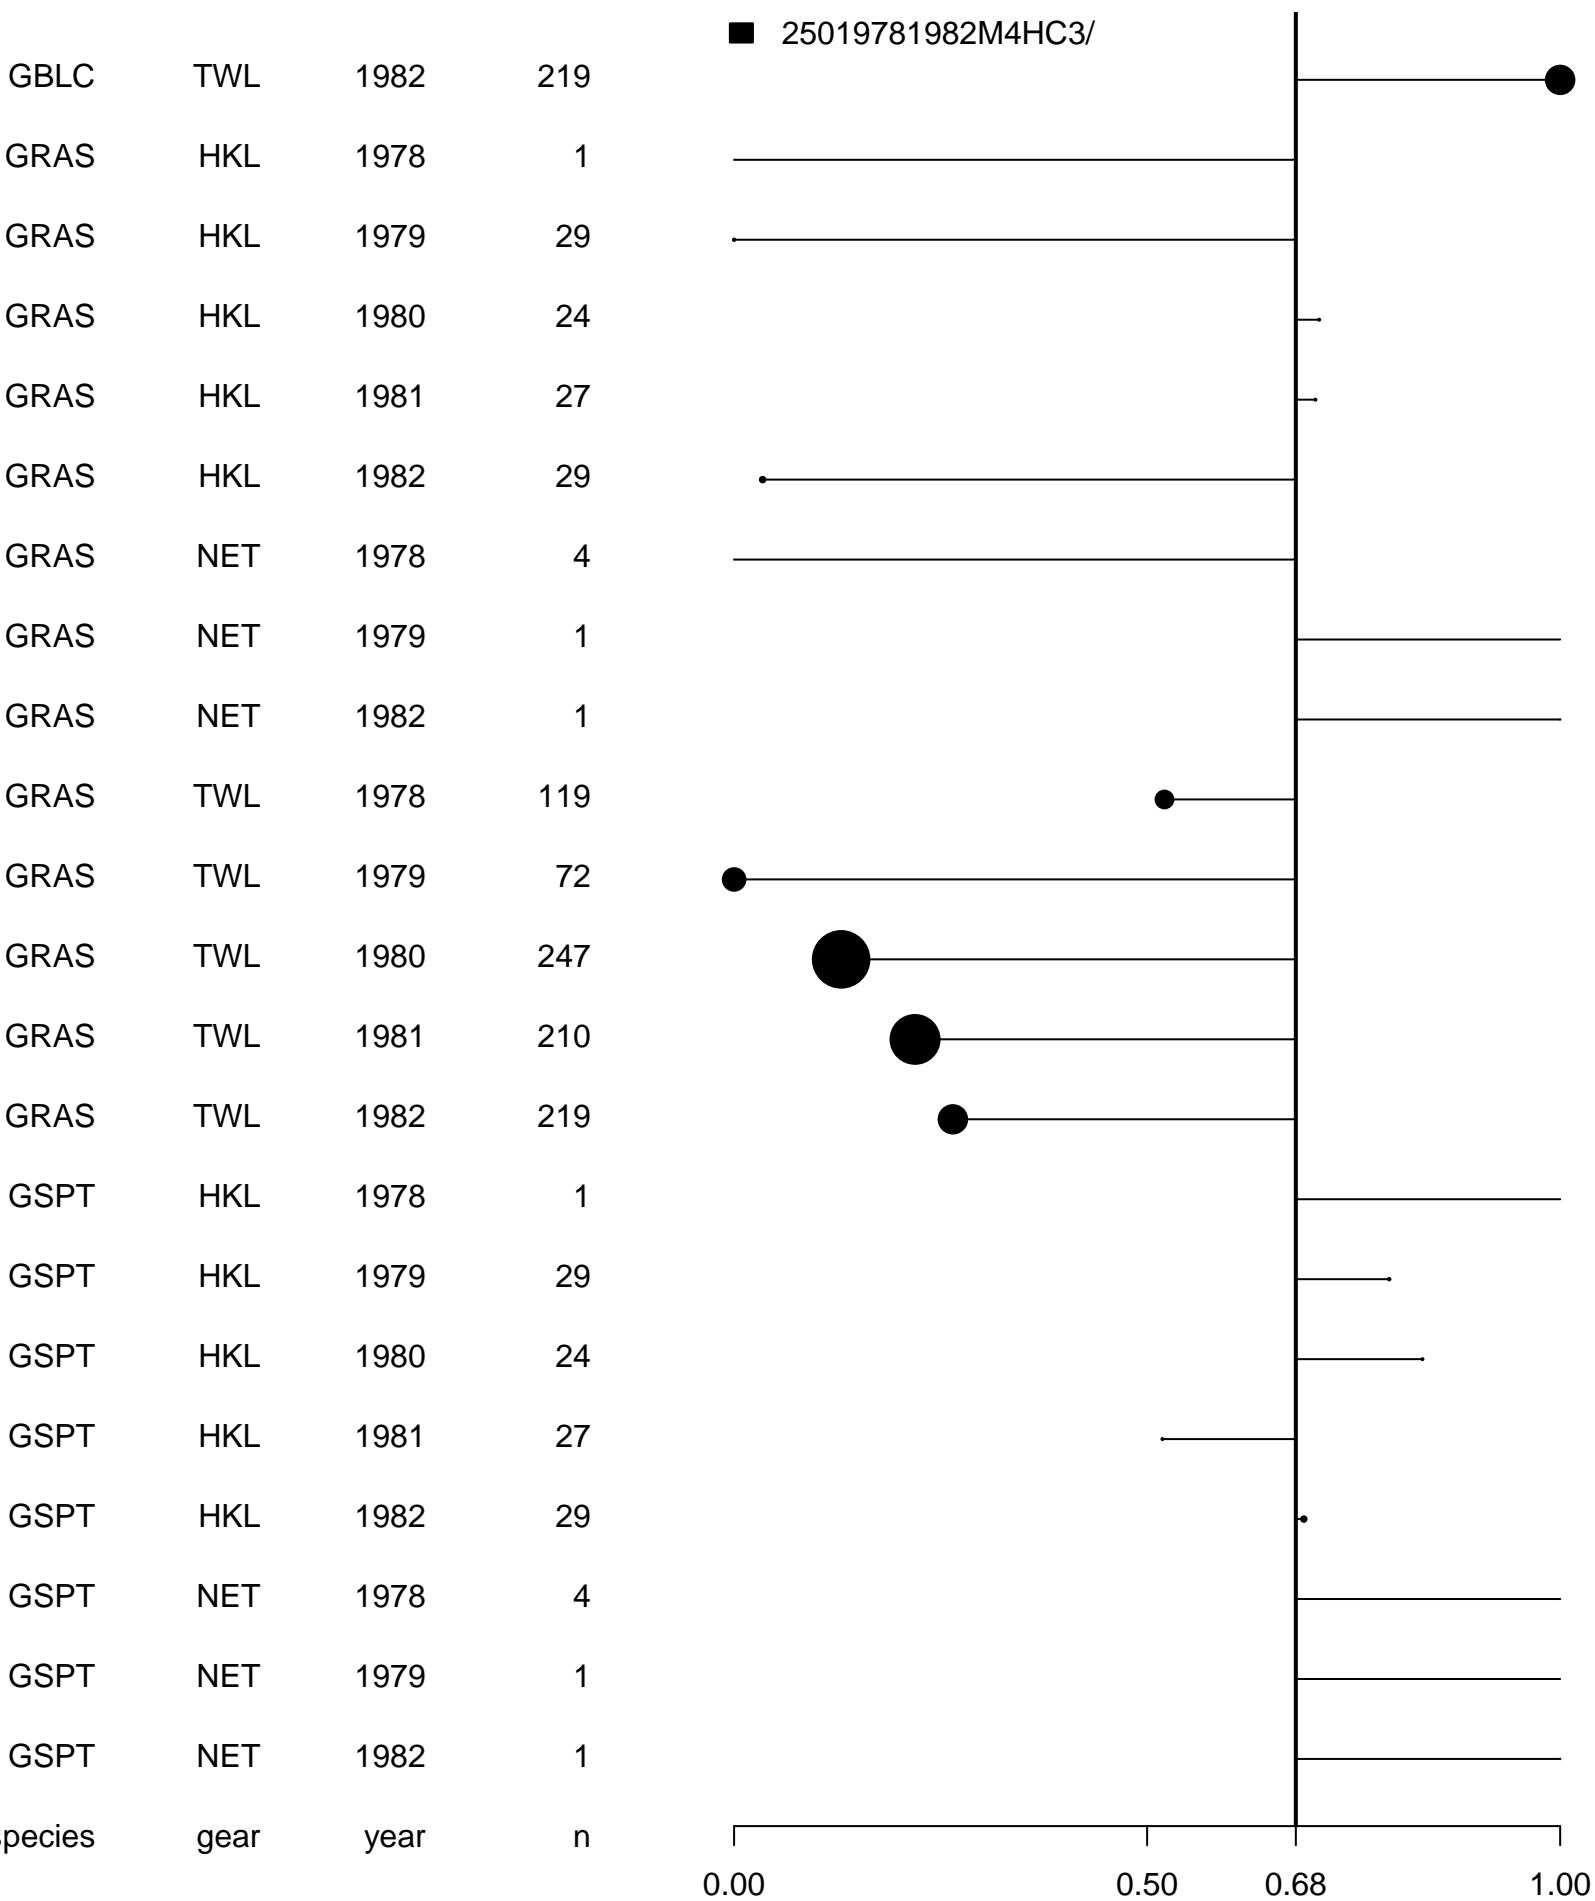 25019781982M4HC3/
GBLC TWL 1982 219
GRAS HKL 1978 1
GRAS HKL 1979 29
GRAS HKL 1980 24
GRAS HKL 1981 27
GRAS HKL 1982 29
GRAS NET 1978 4
GRAS NET 1979 1
GRAS NET 1982 1
GRAS TWL 1978 119
GRAS TWL 1979 72
GRAS TWL 1980 247
GRAS TWL 1981 210
GRAS TWL 1982 219
GSPT HKL 1978 1
GSPT HKL 1979 29
GSPT HKL 1980 24
GSPT HKL 1981 27
GSPT HKL 1982 29
GSPT NET 1978 4
GSPT NET 1979 1
GSPT NET 1982 1
pecies gear year n
0.00 0.50 0.68 1.00